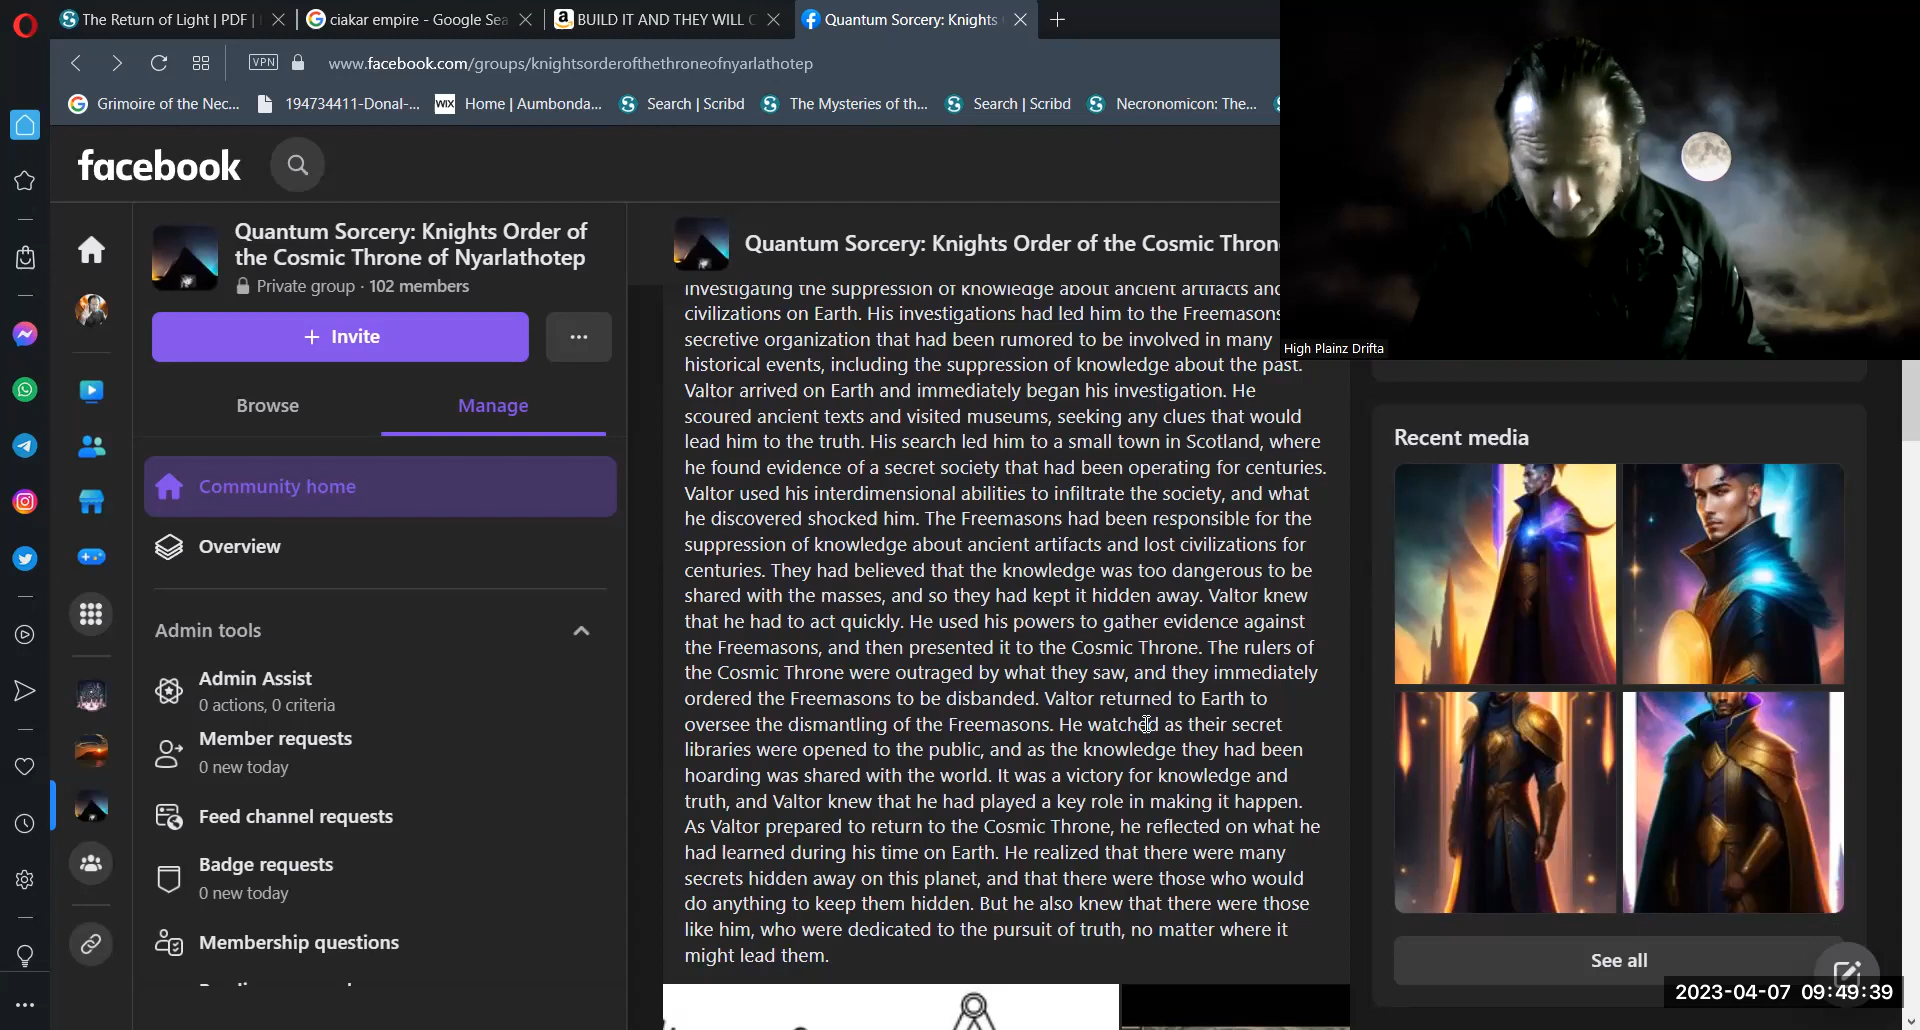 The Return of Light | PDF |
ciakar empire - Google Sea
BUILD IT AND THEY WILL C
Quantum Sorcery: Knights
VPN
www.facebook.com/groups/knightsorderofthethroneofnyarlathotep
Grimoire of the Nec...
194734411-Donal-...
WIX
Home | Aumbonda...
Search | Scribd
The Mysteries of th...
Search | Scribd
Necronomicon: The...
facebook
Quantum Sorcery: Knights Order of
the Cosmic Throne of Nyarlathotep
Private group · 102 members
+ Invite
Browse
Manage
Community home
Overview
Admin tools
Admin Assist
0 actions, 0 criteria
Member requests
0 new today
Feed channel requests
Badge requests
0 new today
Membership questions
Quantum Sorcery: Knights Order of the Cosmic Thron
investigating the suppression of knowledge about ancient artifacts and
civilizations on Earth. His investigations had led him to the Freemasons
secretive organization that had been rumored to be involved in many
historical events, including the suppression of knowledge about the past.
Valtor arrived on Earth and immediately began his investigation. He
scoured ancient texts and visited museums, seeking any clues that would
lead him to the truth. His search led him to a small town in Scotland, where
he found evidence of a secret society that had been operating for centuries.
Valtor used his interdimensional abilities to infiltrate the society, and what
he discovered shocked him. The Freemasons had been responsible for the
suppression of knowledge about ancient artifacts and lost civilizations for
centuries. They had believed that the knowledge was too dangerous to be
shared with the masses, and so they had kept it hidden away. Valtor knew
that he had to act quickly. He used his powers to gather evidence against
the Freemasons, and then presented it to the Cosmic Throne. The rulers of
the Cosmic Throne were outraged by what they saw, and they immediately
ordered the Freemasons to be disbanded. Valtor returned to Earth to
oversee the dismantling of the Freemasons. He watched as their secret
libraries were opened to the public, and as the knowledge they had been
hoarding was shared with the world. It was a victory for knowledge and
truth, and Valtor knew that he had played a key role in making it happen.
As Valtor prepared to return to the Cosmic Throne, he reflected on what he
had learned during his time on Earth. He realized that there were many
secrets hidden away on this planet, and that there were those who would
do anything to keep them hidden. But he also knew that there were those
like him, who were dedicated to the pursuit of truth, no matter where it
might lead them.
High Plainz Drifta
Recent media
See all
2023-04-07 09:49:39